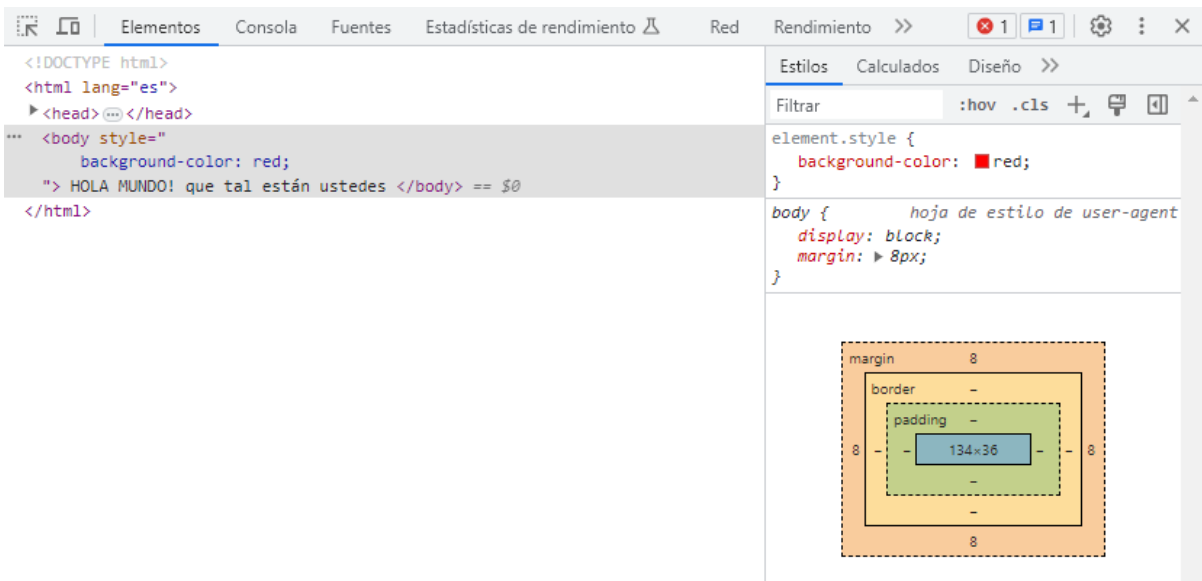 Elementos Consola Fuentes Estadísticas de rendimiento Red Rendimiento 1 1
<!DOCTYPE html>
<html lang="es">
<head> ... </head>
... <body style="
background-color: red;
"> HOLA MUNDO! que tal están ustedes </body> == $0
</html>
Estilos Calculados Diseño
Filtrar :hov .cls
element.style {
background-color: red;
}
body { hoja de estilo de user-agent
display: block;
margin: 8px;
}
margin 8
border –
padding –
8 – – 134×36 – – 8
–
–
8